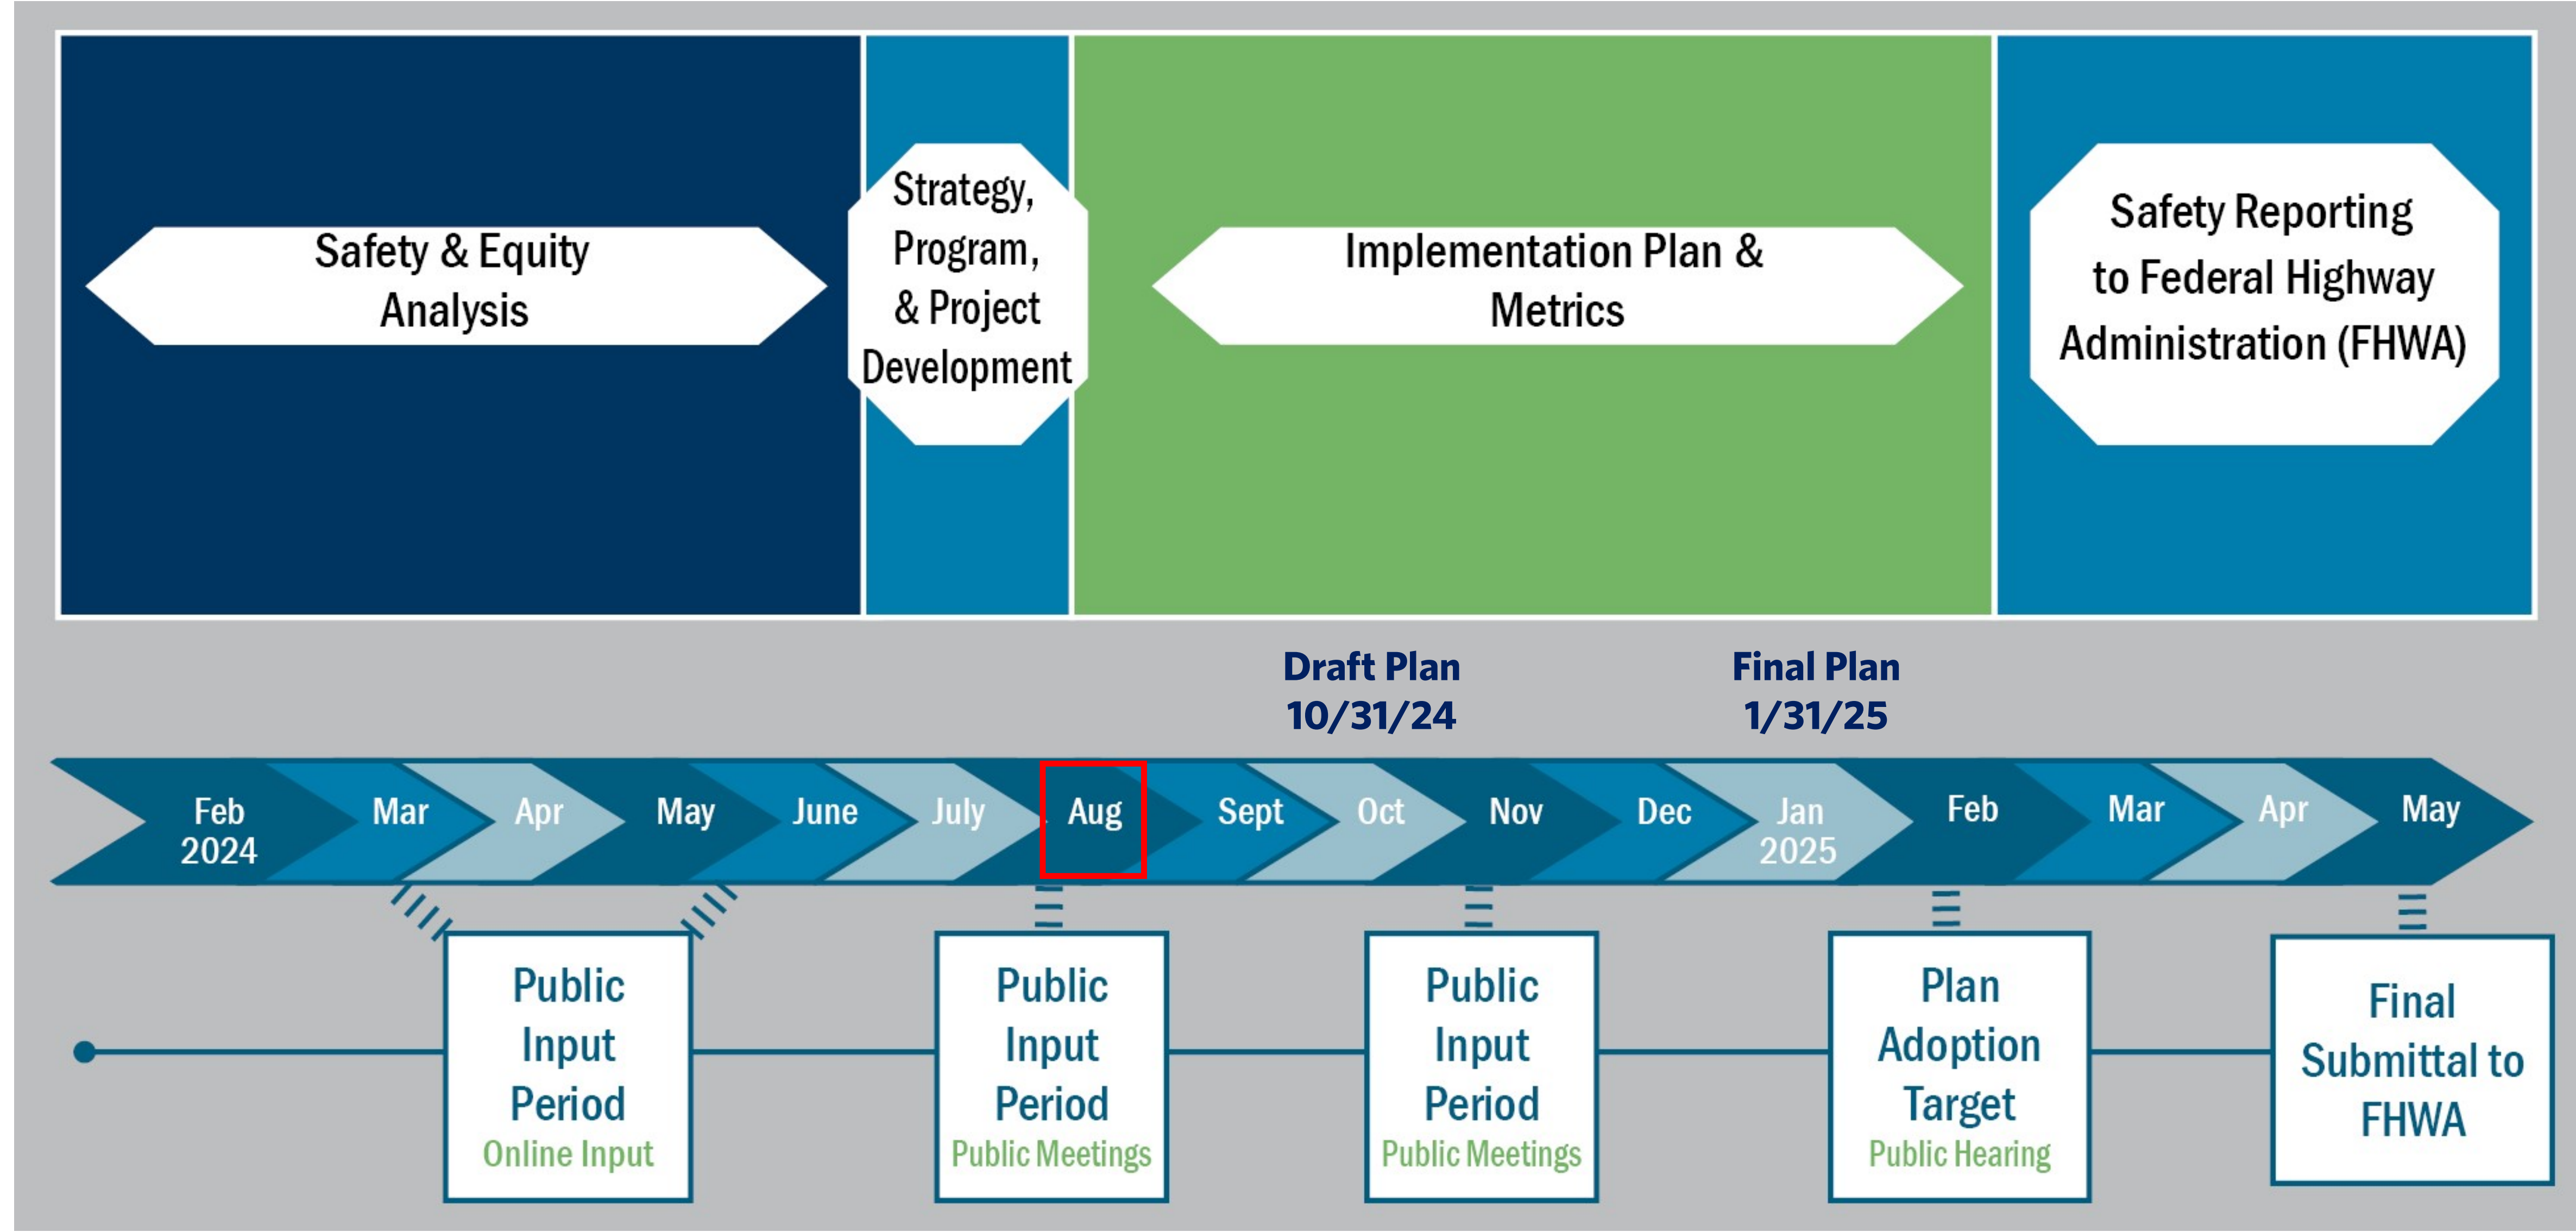 Safety & Equity
Analysis
Strategy,
Program,
& Project
Development
Implementation Plan &
Metrics
Safety Reporting
to Federal Highway
Administration (FHWA)
Draft Plan
10/31/24
Final Plan
1/31/25
Feb
2024
Mar
Apr
May
June
July
Aug
Sept
Oct
Nov
Dec
Jan
2025
Feb
Mar
Apr
May
Public
Input
Period
Online Input
Public
Input
Period
Public Meetings
Public
Input
Period
Public Meetings
Plan
Adoption
Target
Public Hearing
Final
Submittal to
FHWA